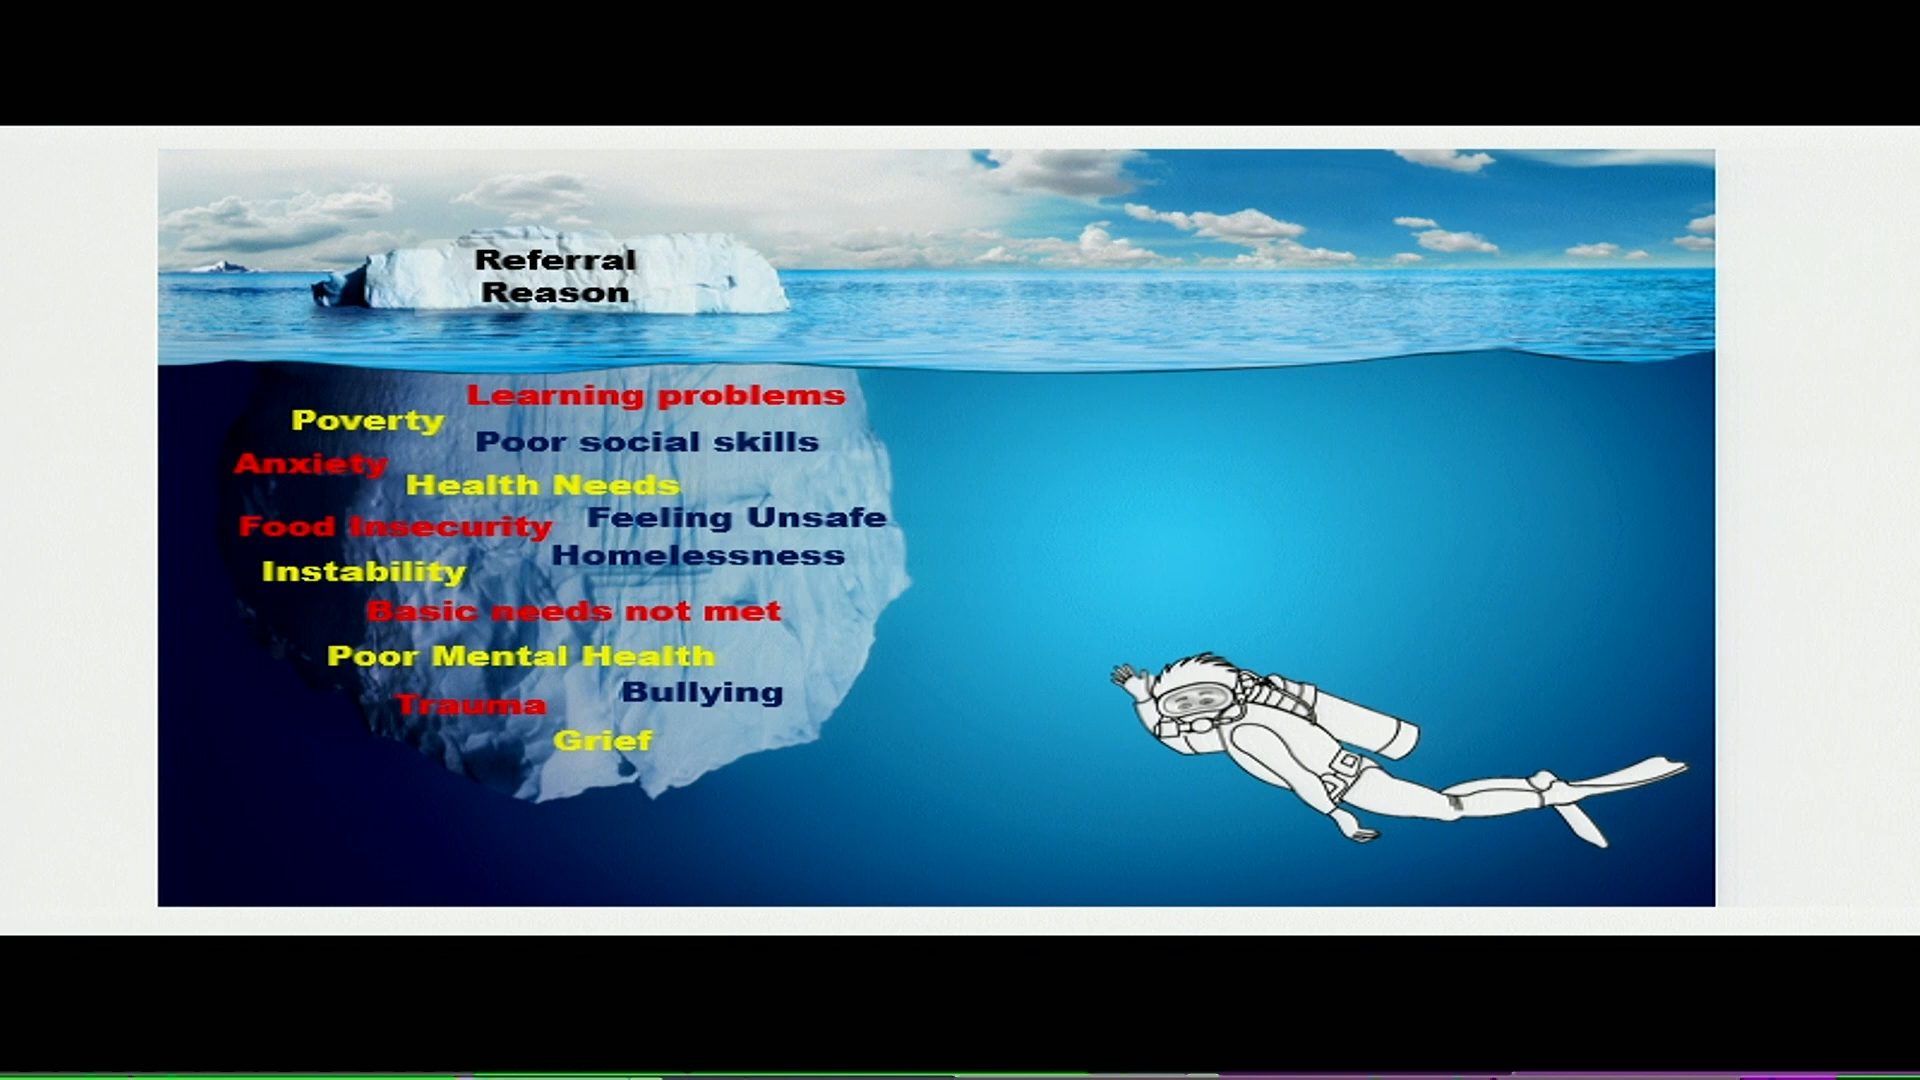 Referral
Reason
Learning problems
Poverty
Poor social skills
Anxiety
Health Needs
Feeling Unsafe
Food Insecurity
Homelessness
Instability
Basic needs not met
Poor Mental Health
Bullying
Trauma
Grief